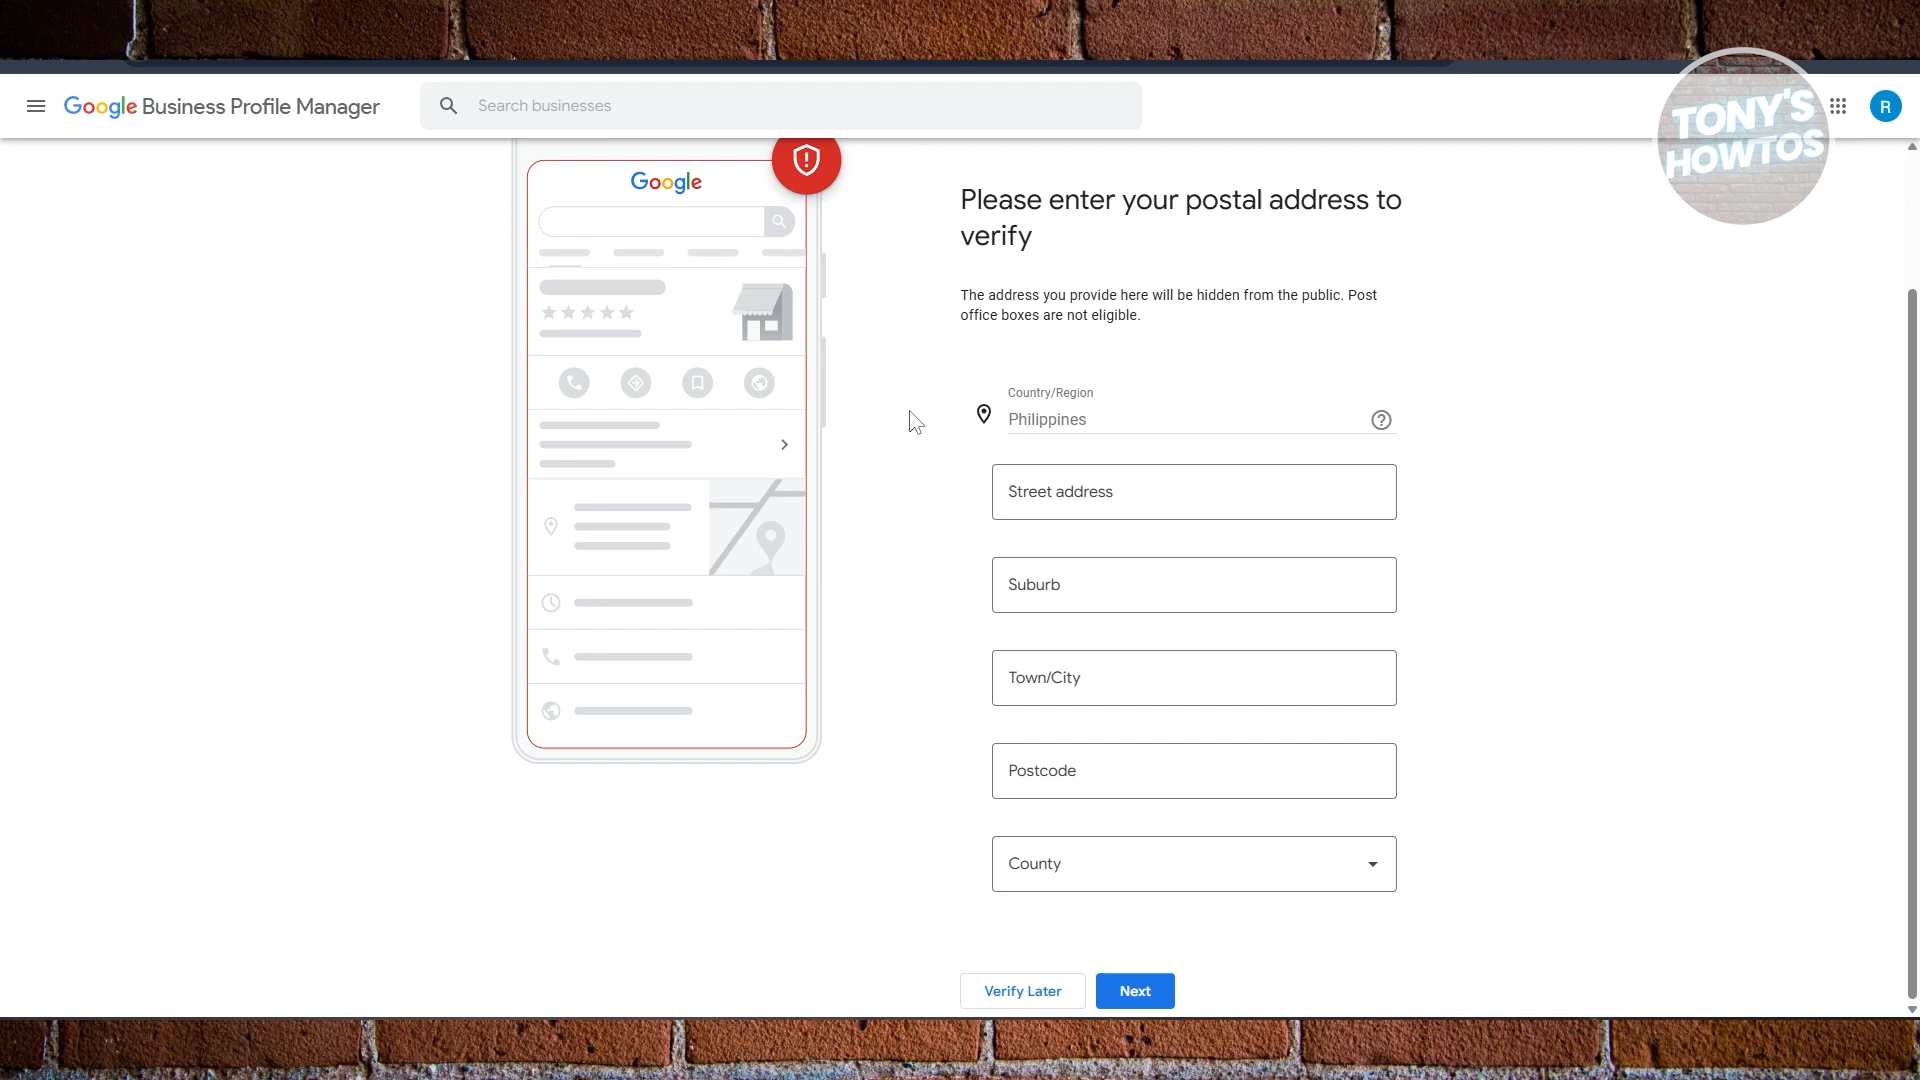 Google Business Profile Manager
Search businesses
TONY'S
HOWTOS
R
Google
Please enter your postal address to
verify
The address you provide here will be hidden from the public. Post
office boxes are not eligible.
Country/Region
Philippines
Street address
Suburb
Town/City
Postcode
County
Verify Later
Next